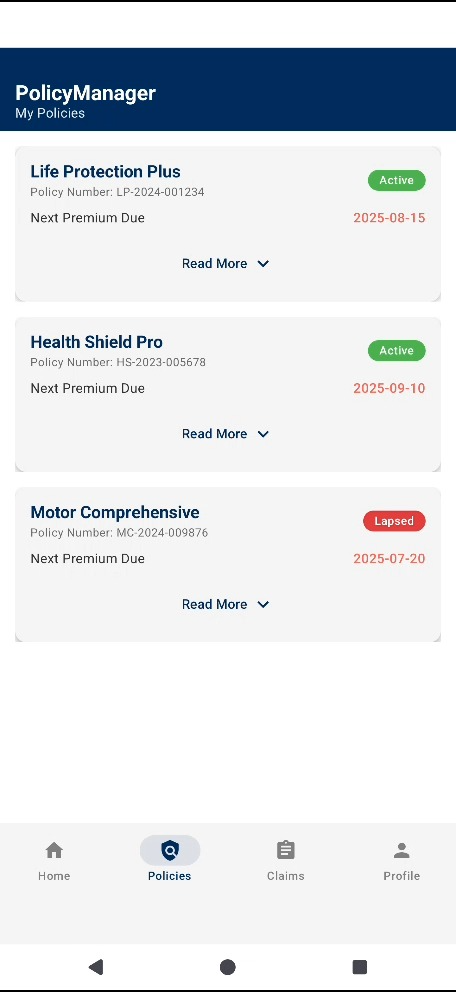 PolicyManager
My Policies
Life Protection Plus
Active
Policy Number: LP-2024-001234
Next Premium Due 2025-08-15
Read More
Health Shield Pro
Active
Policy Number: HS-2023-005678
Next Premium Due 2025-09-10
Read More
Motor Comprehensive
Lapsed
Policy Number: MC-2024-009876
Next Premium Due 2025-07-20
Read More
Home Policies Claims Profile